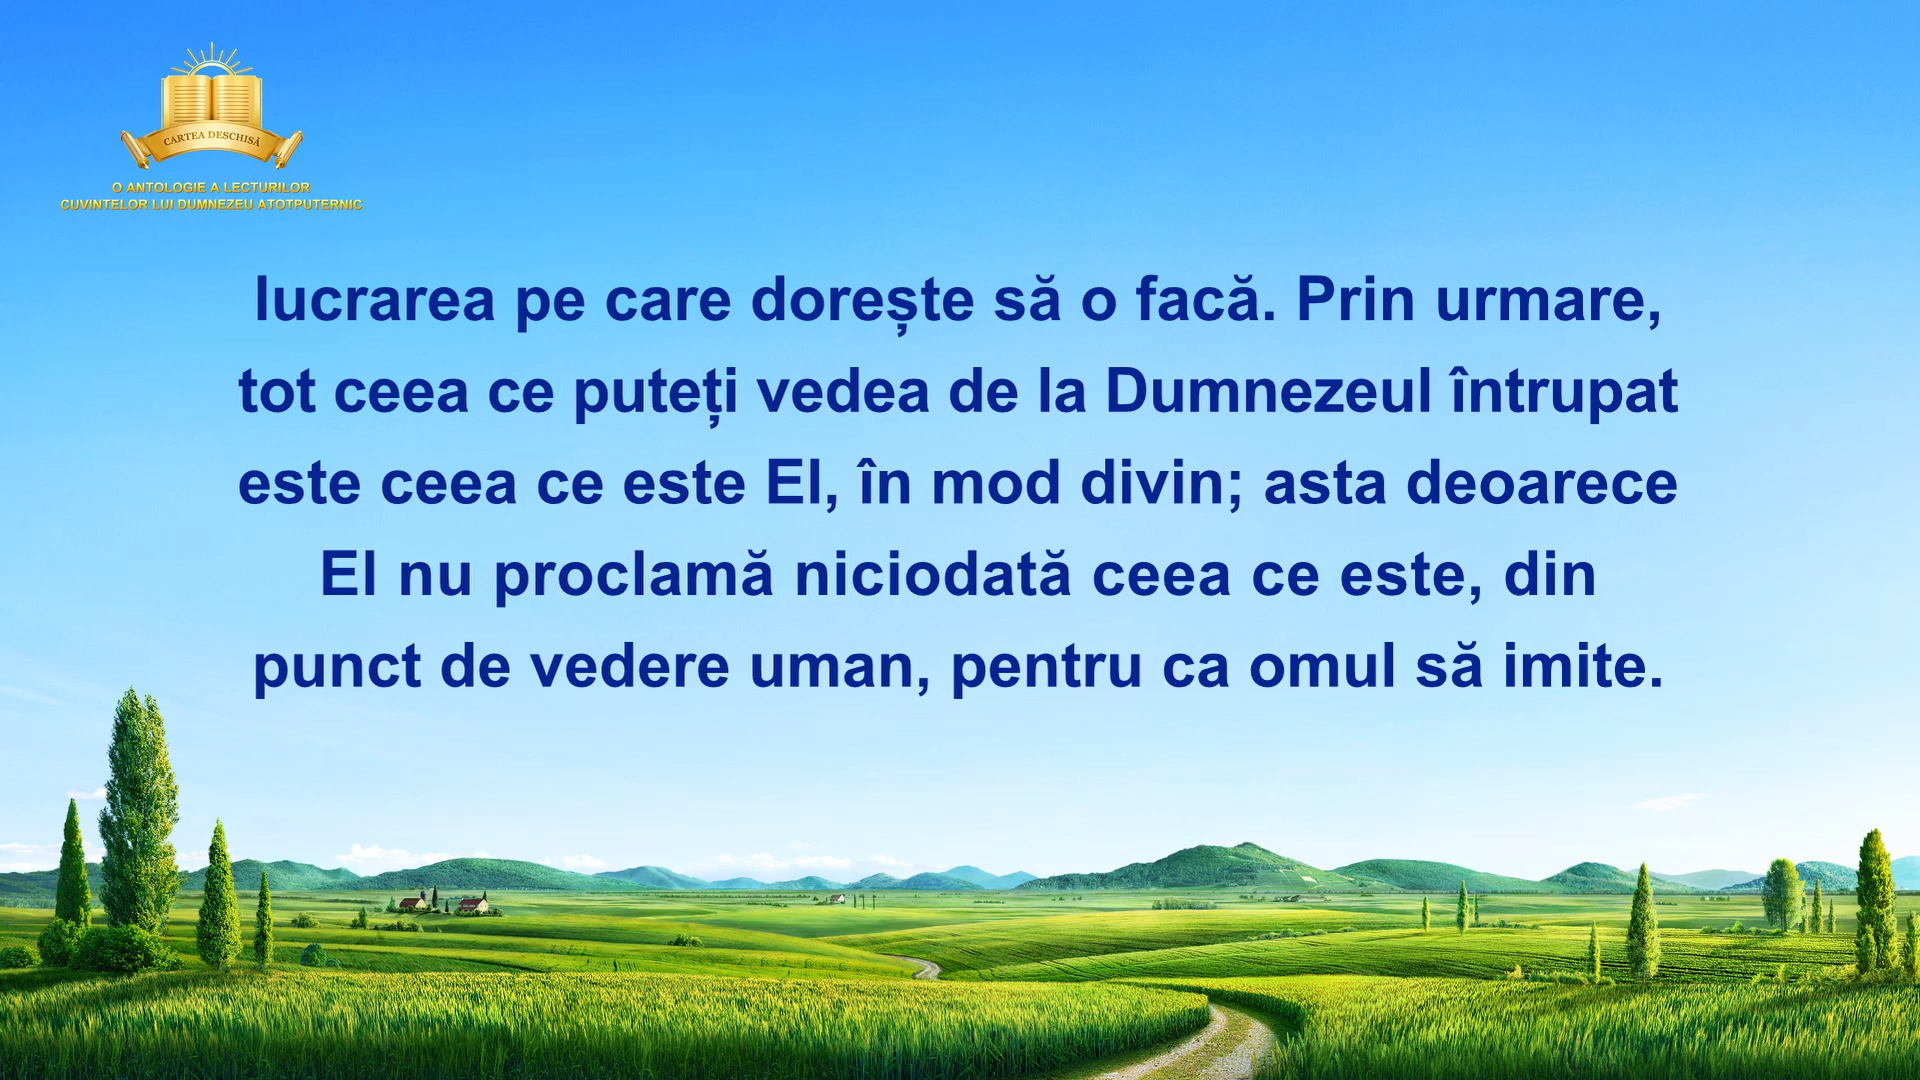 CARTEA DESCHISĂ
O ANTOLOGIE A LECTURILOR
CUVINTELOR LUI DUMNEZEU ATOTPUTERNIC
lucrarea pe care dorește să o facă. Prin urmare,
tot ceea ce puteți vedea de la Dumnezeul întrupat
este ceea ce este El, în mod divin; asta deoarece
El nu proclamă niciodată ceea ce este, din
punct de vedere uman, pentru ca omul să imite.